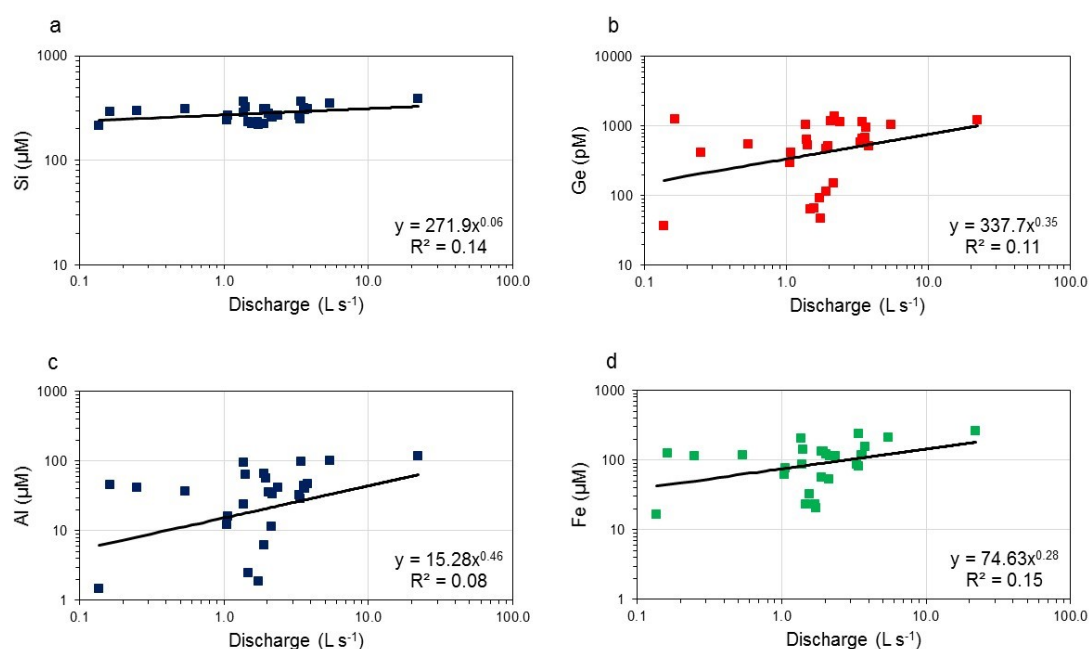 a
1000
100
10
Si (µM)
0.1 1.0 10.0 100.0
Discharge (L s⁻¹)
y = 271.9x⁰·⁰⁶
R² = 0.14
b
10000
1000
100
10
Ge (pM)
0.1 1.0 10.0 100.0
Discharge (L s⁻¹)
y = 337.7x⁰·³⁵
R² = 0.11
c
1000
100
10
1
Al (µM)
0.1 1.0 10.0 100.0
Discharge (L s⁻¹)
y = 15.28x⁰·⁴⁶
R² = 0.08
d
1000
100
10
1
Fe (µM)
0.1 1.0 10.0 100.0
Discharge (L s⁻¹)
y = 74.63x⁰·²⁸
R² = 0.15